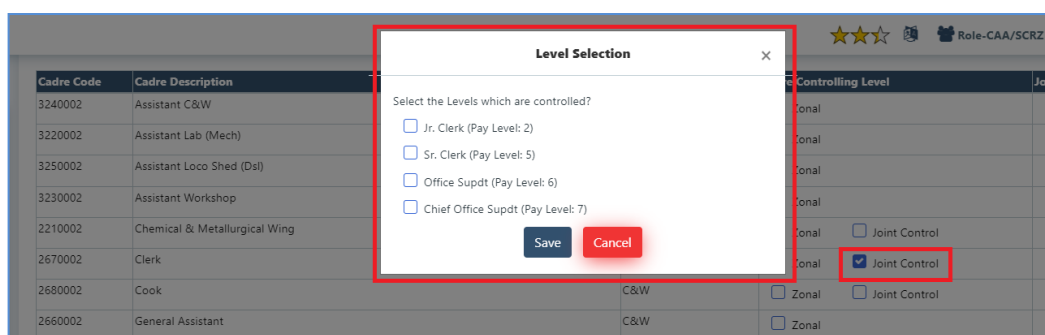 Role-CAA/SCRZ
Level Selection ×
Cadre Code Cadre Description Controlling Level
3240002 Assistant C&W Zonal
Select the Levels which are controlled?
3220002 Assistant Lab (Mech) Zonal
Jr. Clerk (Pay Level: 2)
Sr. Clerk (Pay Level: 5)
3250002 Assistant Loco Shed (Dsl) Zonal
Office Supdt (Pay Level: 6)
3230002 Assistant Workshop Zonal
Chief Office Supdt (Pay Level: 7)
2210002 Chemical & Metallurgical Wing Zonal Joint Control
Save Cancel
2670002 Clerk Zonal Joint Control
2680002 Cook C&W Zonal Joint Control
2660002 General Assistant C&W Zonal